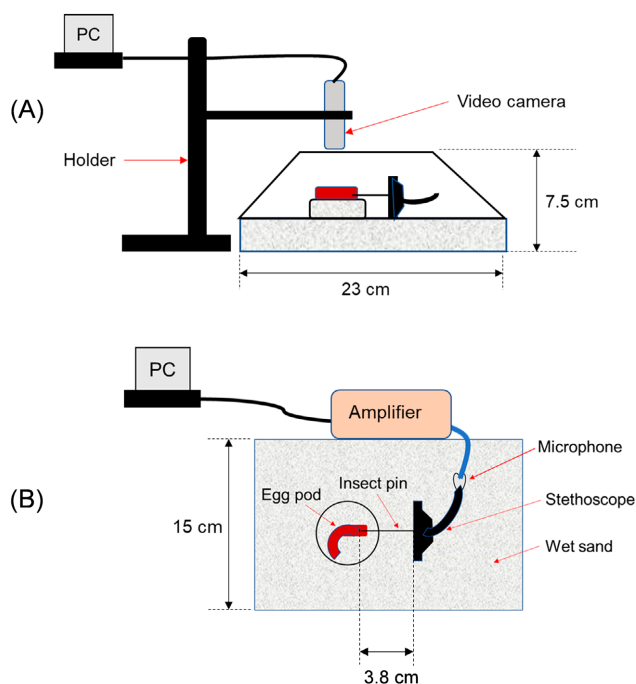 PC
(A)
Video camera
Holder
7.5 cm
23 cm
PC
Amplifier
Microphone
Insect pin
Egg pod
(B)
Stethoscope
15 cm
Wet sand
3.8 cm